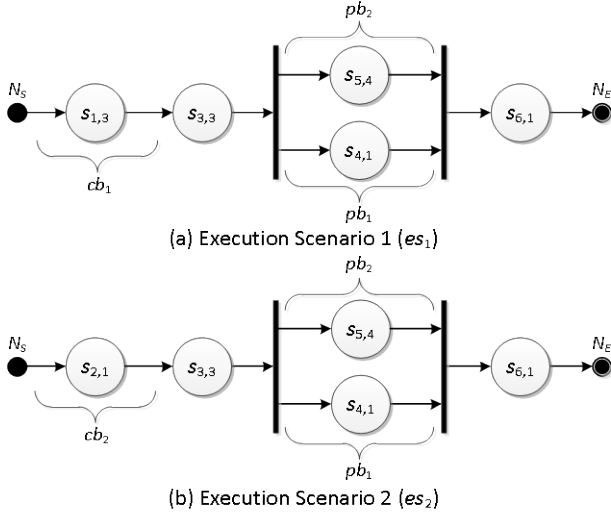 pb2
NS s1,3 s3,3 s5,4 s4,1 s6,1 NE
cb1 pb1
(a) Execution Scenario 1 (es1)
pb2
NS s2,1 s3,3 s5,4 s4,1 s6,1 NE
cb2 pb1
(b) Execution Scenario 2 (es2)